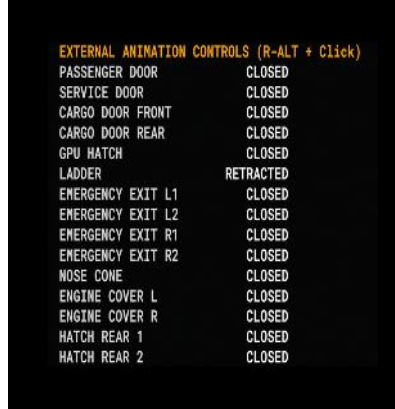 EXTERNAL ANIMATION CONTROLS (R-ALT + Click)
PASSENGER DOOR CLOSED
SERVICE DOOR CLOSED
CARGO DOOR FRONT CLOSED
CARGO DOOR REAR CLOSED
GPU HATCH CLOSED
LADDER RETRACTED
EMERGENCY EXIT L1 CLOSED
EMERGENCY EXIT L2 CLOSED
EMERGENCY EXIT R1 CLOSED
EMERGENCY EXIT R2 CLOSED
NOSE CONE CLOSED
ENGINE COVER L CLOSED
ENGINE COVER R CLOSED
HATCH REAR 1 CLOSED
HATCH REAR 2 CLOSED